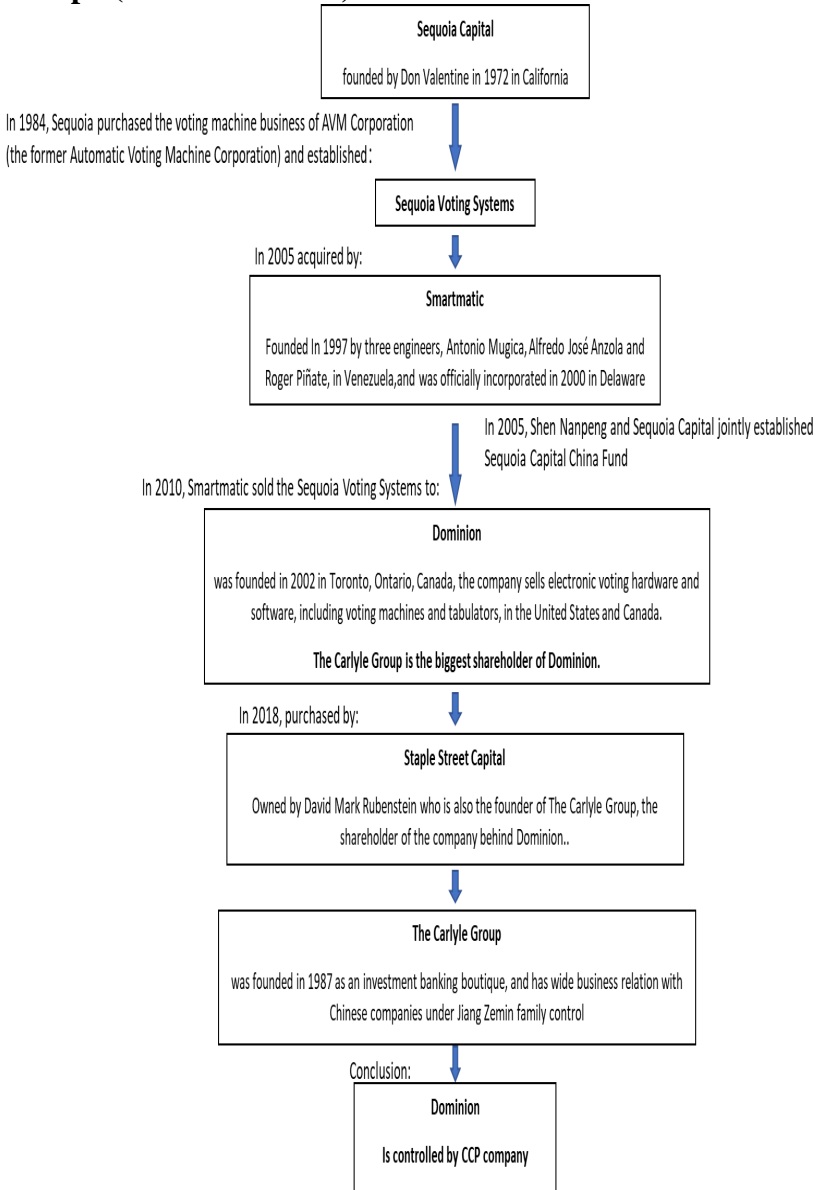 Sequoia Capital
founded by Don Valentine in 1972 in California
In 1984, Sequoia purchased the voting machine business of AVM Corporation
(the former Automatic Voting Machine Corporation) and established:
Sequoia Voting Systems
In 2005 acquired by:
Smartmatic
Founded In 1997 by three engineers, Antonio Mugica, Alfredo José Anzola and
Roger Piñate, in Venezuela,and was officially incorporated in 2000 in Delaware
In 2005, Shen Nanpeng and Sequoia Capital jointly established
Sequoia Capital China Fund
In 2010, Smartmatic sold the Sequoia Voting Systems to:
Dominion
was founded in 2002 in Toronto, Ontario, Canada, the company sells electronic voting hardware and
software, including voting machines and tabulators, in the United States and Canada.
The Carlyle Group is the biggest shareholder of Dominion.
In 2018, purchased by:
Staple Street Capital
Owned by David Mark Rubenstein who is also the founder of The Carlyle Group, the
shareholder of the company behind Dominion..
The Carlyle Group
was founded in 1987 as an investment banking boutique, and has wide business relation with
Chinese companies under Jiang Zemin family control
Conclusion:
Dominion
Is controlled by CCP company